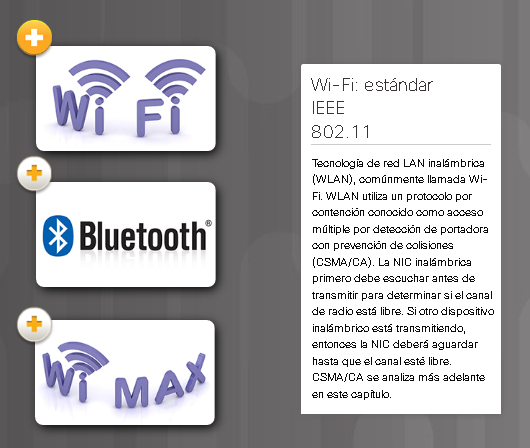 Wi Fi
Bluetooth®
Wi MAX
Wi-Fi: estándar
IEEE
802.11
Tecnología de red LAN inalámbrica
(WLAN), comúnmente llamada Wi-
Fi. WLAN utiliza un protocolo por
contención conocido como acceso
múltiple por detección de portadora
con prevención de colisiones
(CSMA/CA). La NIC inalámbrica
primero debe escuchar antes de
transmitir para determinar si el canal
de radio está libre. Si otro dispositivo
inalámbrico está transmitiendo,
entonces la NIC deberá aguardar
hasta que el canal esté libre.
CSMA/CA se analiza más adelante
en este capítulo.